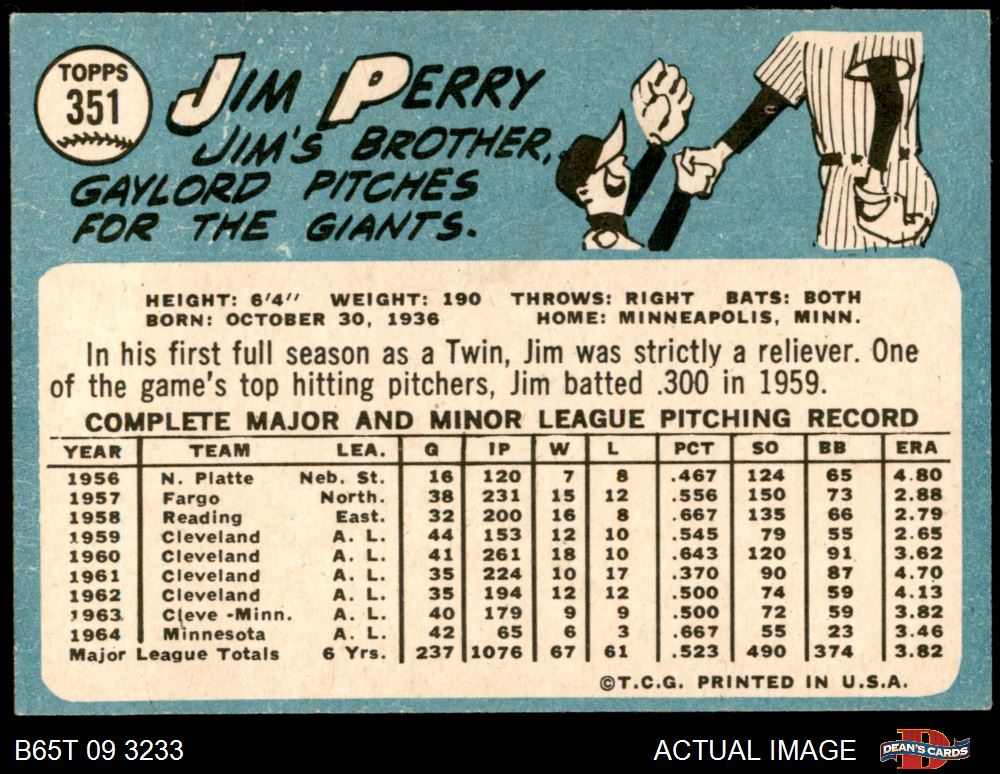 TOPPS
351
JIM PERRY
JIM'S BROTHER,
GAYLORD PITCHES
FOR THE GIANTS.
HEIGHT: 6'4" WEIGHT: 190 THROWS: RIGHT BATS: BOTH
BORN: OCTOBER 30, 1936 HOME: MINNEAPOLIS, MINN.
In his first full season as a Twin, Jim was strictly a reliever. One
of the game's top hitting pitchers, Jim batted .300 in 1959.
COMPLETE MAJOR AND MINOR LEAGUE PITCHING RECORD
YEAR TEAM LEA. G IP W L PCT SO BB ERA
1956 N. Platte Neb. St. 16 120 7 8 .467 124 65 4.80
1957 Fargo North. 38 231 15 12 .556 150 73 2.88
1958 Reading East. 32 200 16 8 .667 135 66 2.79
1959 Cleveland A. L. 44 153 12 10 .545 79 55 2.65
1960 Cleveland A. L. 41 261 18 10 .643 120 91 3.62
1961 Cleveland A. L. 35 224 10 17 .370 90 87 4.70
1962 Cleveland A. L. 35 194 12 12 .500 74 59 4.13
1963 Cleve -Minn. A. L. 40 179 9 9 .500 72 59 3.82
1964 Minnesota A. L. 42 65 6 3 .667 55 23 3.46
Major League Totals 6 Yrs. 237 1076 67 61 .523 490 374 3.82
©T.C.G. PRINTED IN U.S.A.
B65T 09 3233 ACTUAL IMAGE DEAN'S CARDS